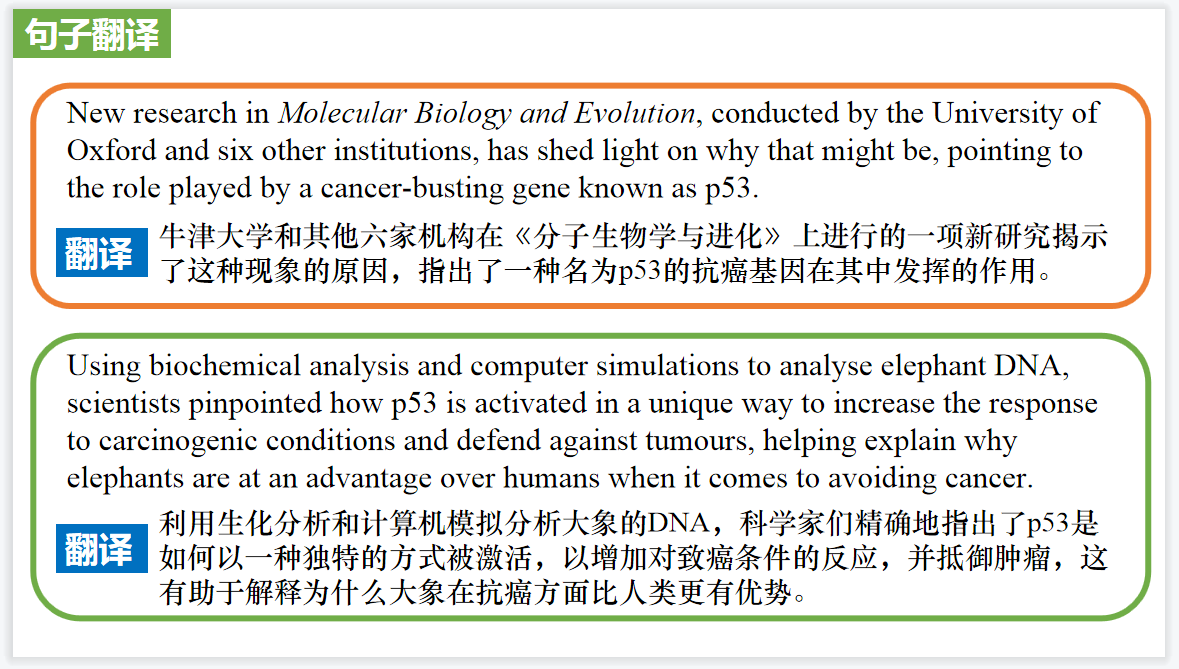 句子翻译
New research in Molecular Biology and Evolution, conducted by the University of
Oxford and six other institutions, has shed light on why that might be, pointing to
the role played by a cancer-busting gene known as p53.
翻译
牛津大学和其他六家机构在《分子生物学与进化》上进行的一项新研究揭示
了这种现象的原因，指出了一种名为p53的抗癌基因在其中发挥的作用。
Using biochemical analysis and computer simulations to analyse elephant DNA,
scientists pinpointed how p53 is activated in a unique way to increase the response
to carcinogenic conditions and defend against tumours, helping explain why
elephants are at an advantage over humans when it comes to avoiding cancer.
翻译
利用生化分析和计算机模拟分析大象的DNA，科学家们精确地指出了p53是
如何以一种独特的方式被激活，以增加对致癌条件的反应，并抵御肿瘤，这
有助于解释为什么大象在抗癌方面比人类更有优势。